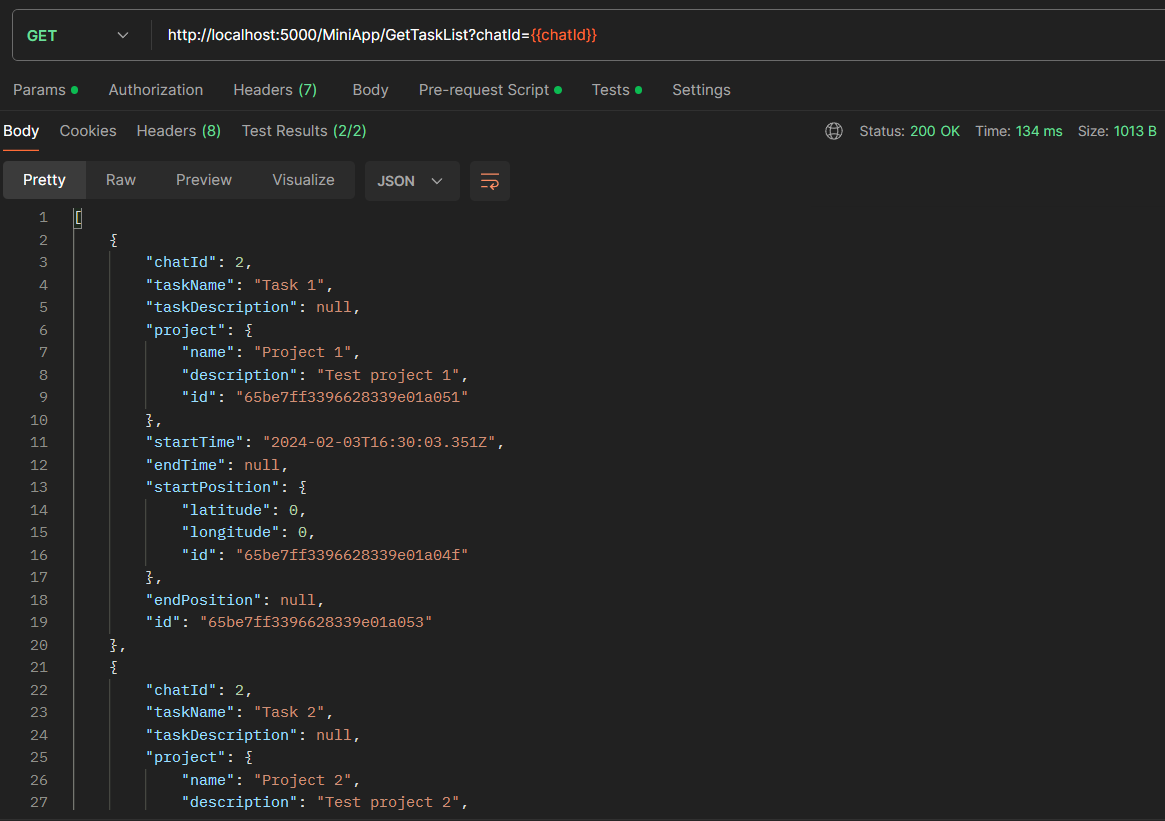 GET http://localhost:5000/MiniApp/GetTaskList?chatId={{chatId}}
Params Authorization Headers (7) Body Pre-request Script Tests Settings
Body Cookies Headers (8) Test Results (2/2) Status: 200 OK Time: 134 ms Size: 1013 B
Pretty Raw Preview Visualize JSON
1 [
2 {
3 "chatId": 2,
4 "taskName": "Task 1",
5 "taskDescription": null,
6 "project": {
7 "name": "Project 1",
8 "description": "Test project 1",
9 "id": "65be7ff3396628339e01a051"
10 },
11 "startTime": "2024-02-03T16:30:03.351Z",
12 "endTime": null,
13 "startPosition": {
14 "latitude": 0,
15 "longitude": 0,
16 "id": "65be7ff3396628339e01a04f"
17 },
18 "endPosition": null,
19 "id": "65be7ff3396628339e01a053"
20 },
21 {
22 "chatId": 2,
23 "taskName": "Task 2",
24 "taskDescription": null,
25 "project": {
26 "name": "Project 2",
27 "description": "Test project 2",